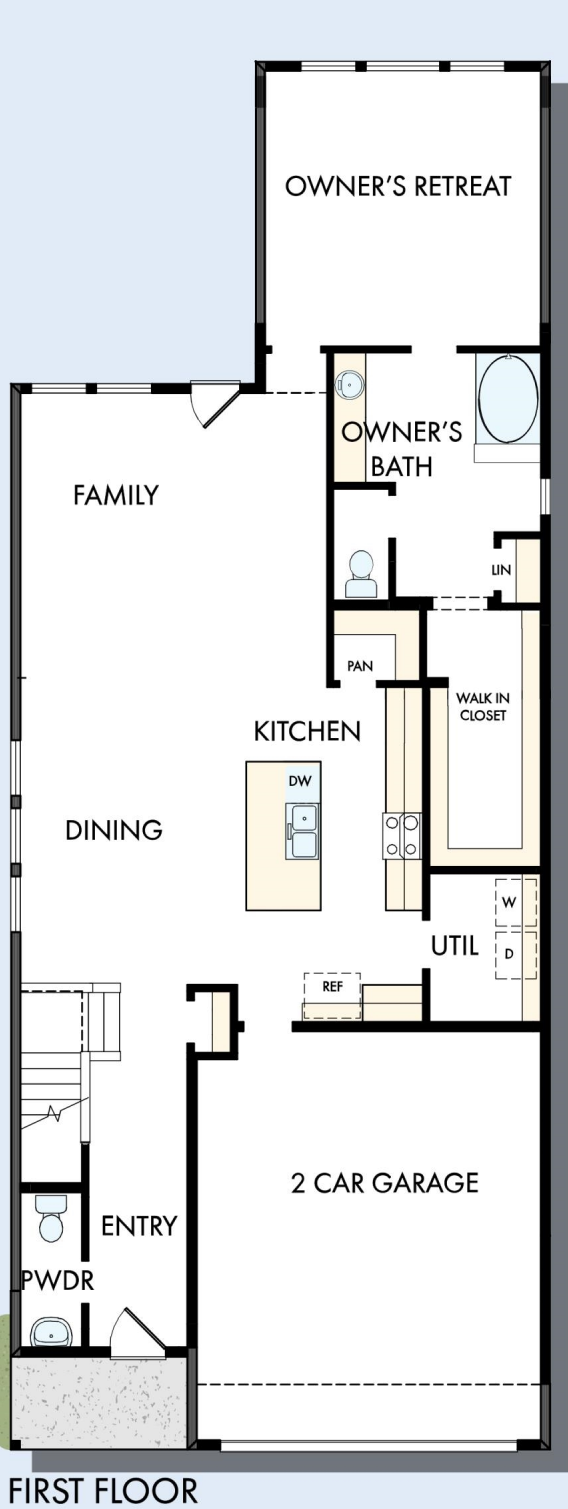 OWNER'S RETREAT
OWNER'S
BATH
FAMILY
LIN
PAN
WALK IN
CLOSET
KITCHEN
DW
DINING
W
UTIL
D
REF
2 CAR GARAGE
ENTRY
PWDR
FIRST FLOOR